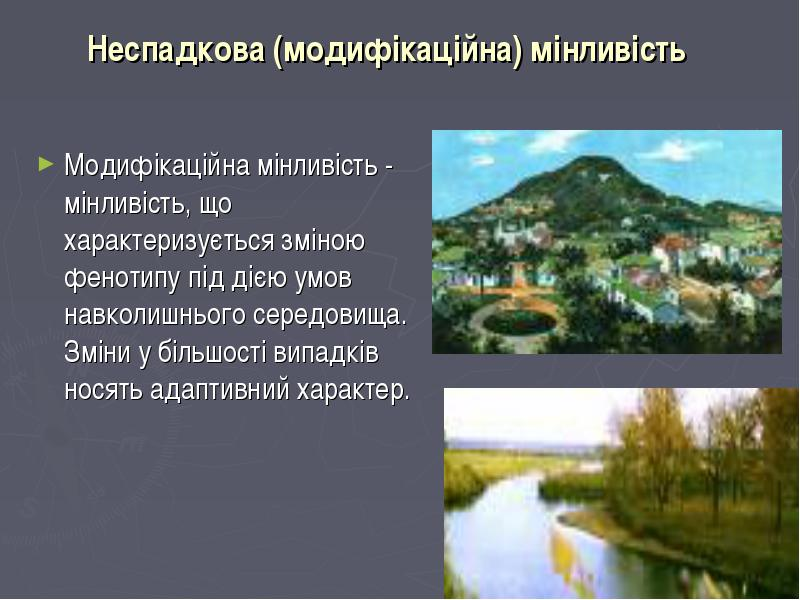 Неспадкова (модифікаційна) мінливість
Модифікаційна мінливість -
мінливість, що
характеризується зміною
фенотипу під дією умов
навколишнього середовища.
Зміни у більшості випадків
носять адаптивний характер.